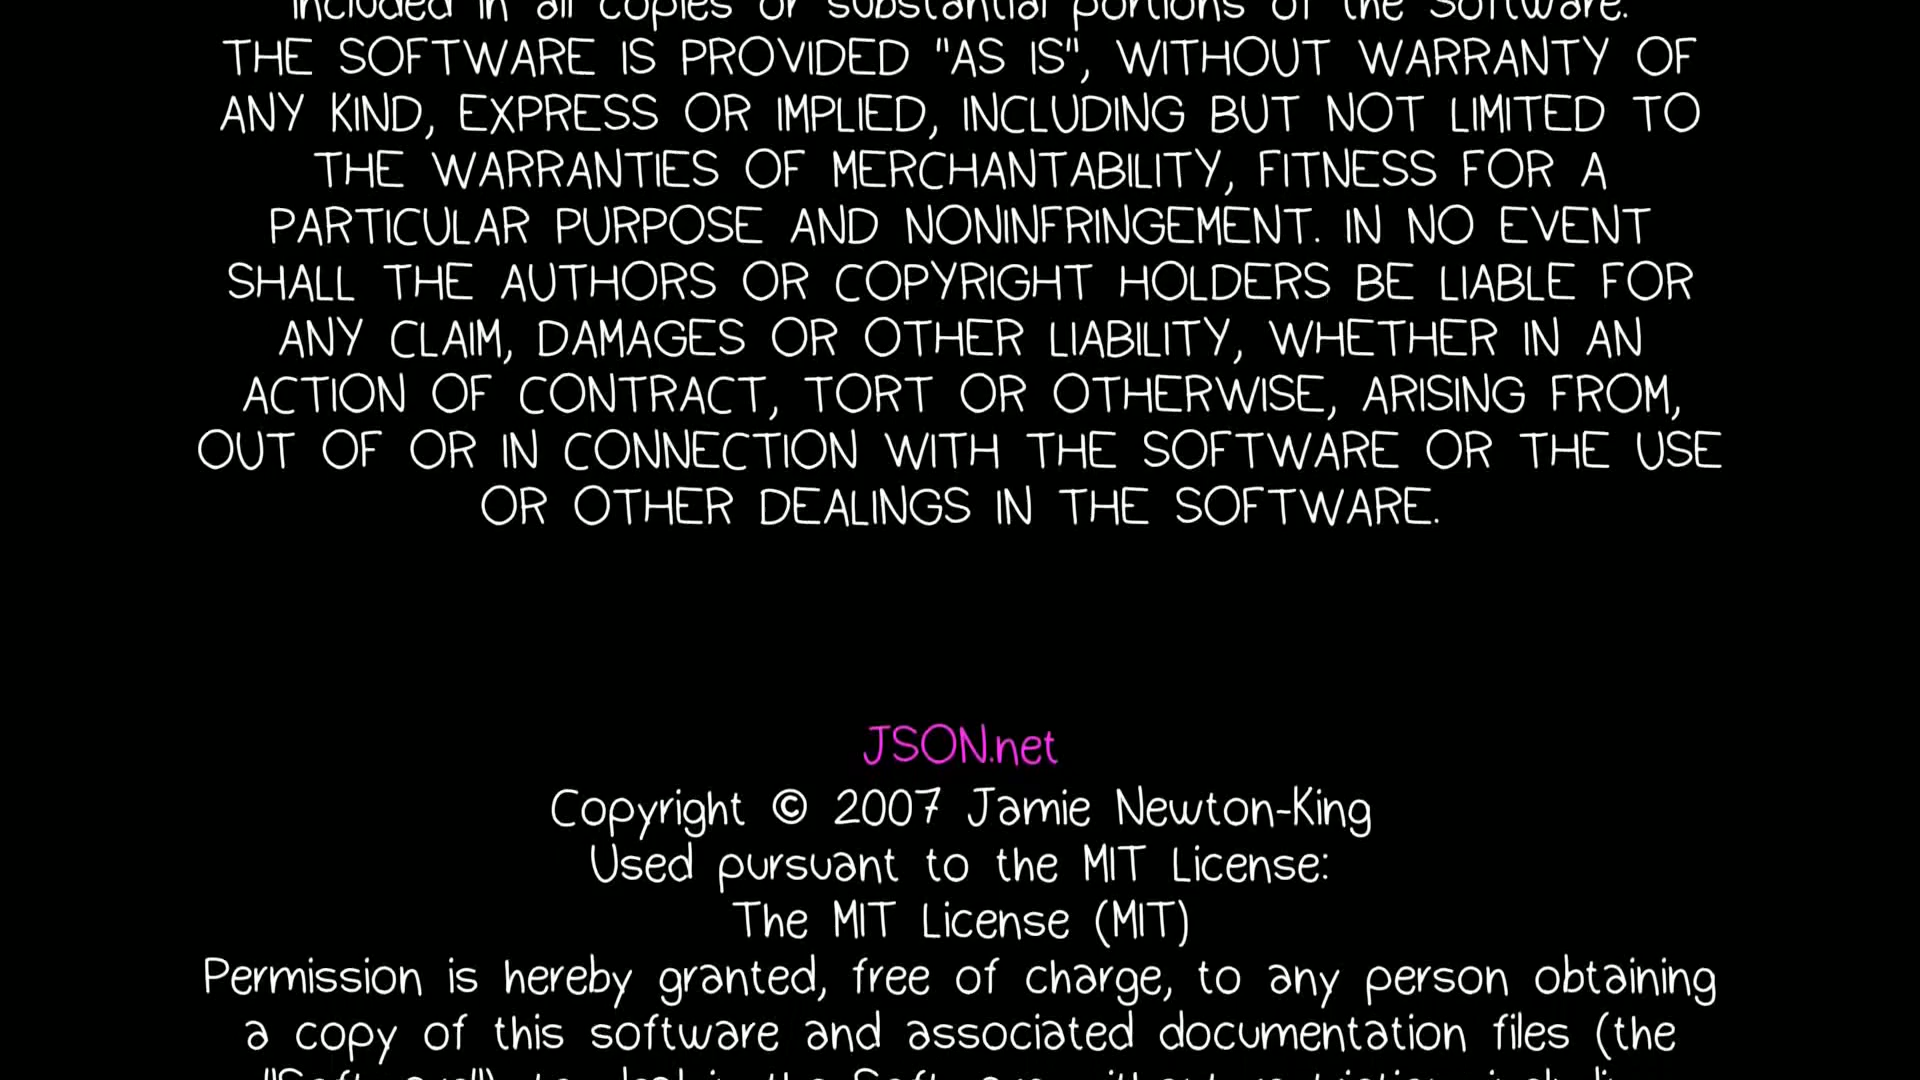 included in all copies or substantial portions of the Software.
THE SOFTWARE IS PROVIDED "AS IS", WITHOUT WARRANTY OF
ANY KIND, EXPRESS OR IMPLIED, INCLUDING BUT NOT LIMITED TO
THE WARRANTIES OF MERCHANTABILITY, FITNESS FOR A
PARTICULAR PURPOSE AND NONINFRINGEMENT. IN NO EVENT
SHALL THE AUTHORS OR COPYRIGHT HOLDERS BE LIABLE FOR
ANY CLAIM, DAMAGES OR OTHER LIABILITY, WHETHER IN AN
ACTION OF CONTRACT, TORT OR OTHERWISE, ARISING FROM,
OUT OF OR IN CONNECTION WITH THE SOFTWARE OR THE USE
OR OTHER DEALINGS IN THE SOFTWARE.
JSON.net
Copyright © 2007 Jamie Newton-King
Used pursuant to the MIT License:
The MIT License (MIT)
Permission is hereby granted, free of charge, to any person obtaining
a copy of this software and associated documentation files (the